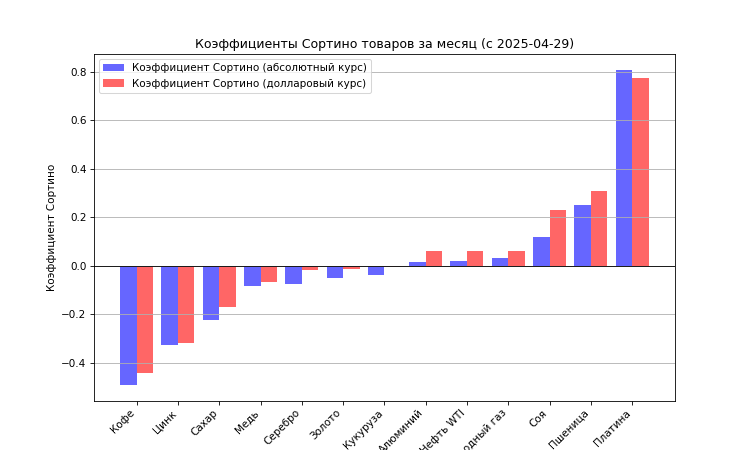 Коэффициенты Сортино товаров за месяц (с 2025-04-29)
Коэффициент Сортино (абсолютный курс)
Коэффициент Сортино (долларовый курс)
Коэффициент Сортино
0.8
0.6
0.4
0.2
0.0
−0.2
−0.4
Кофе
Цинк
Сахар
Медь
Серебро
Золото
Кукуруза
Алюминий
Нефть WTI
газ
Соя
Пшеница
Платина